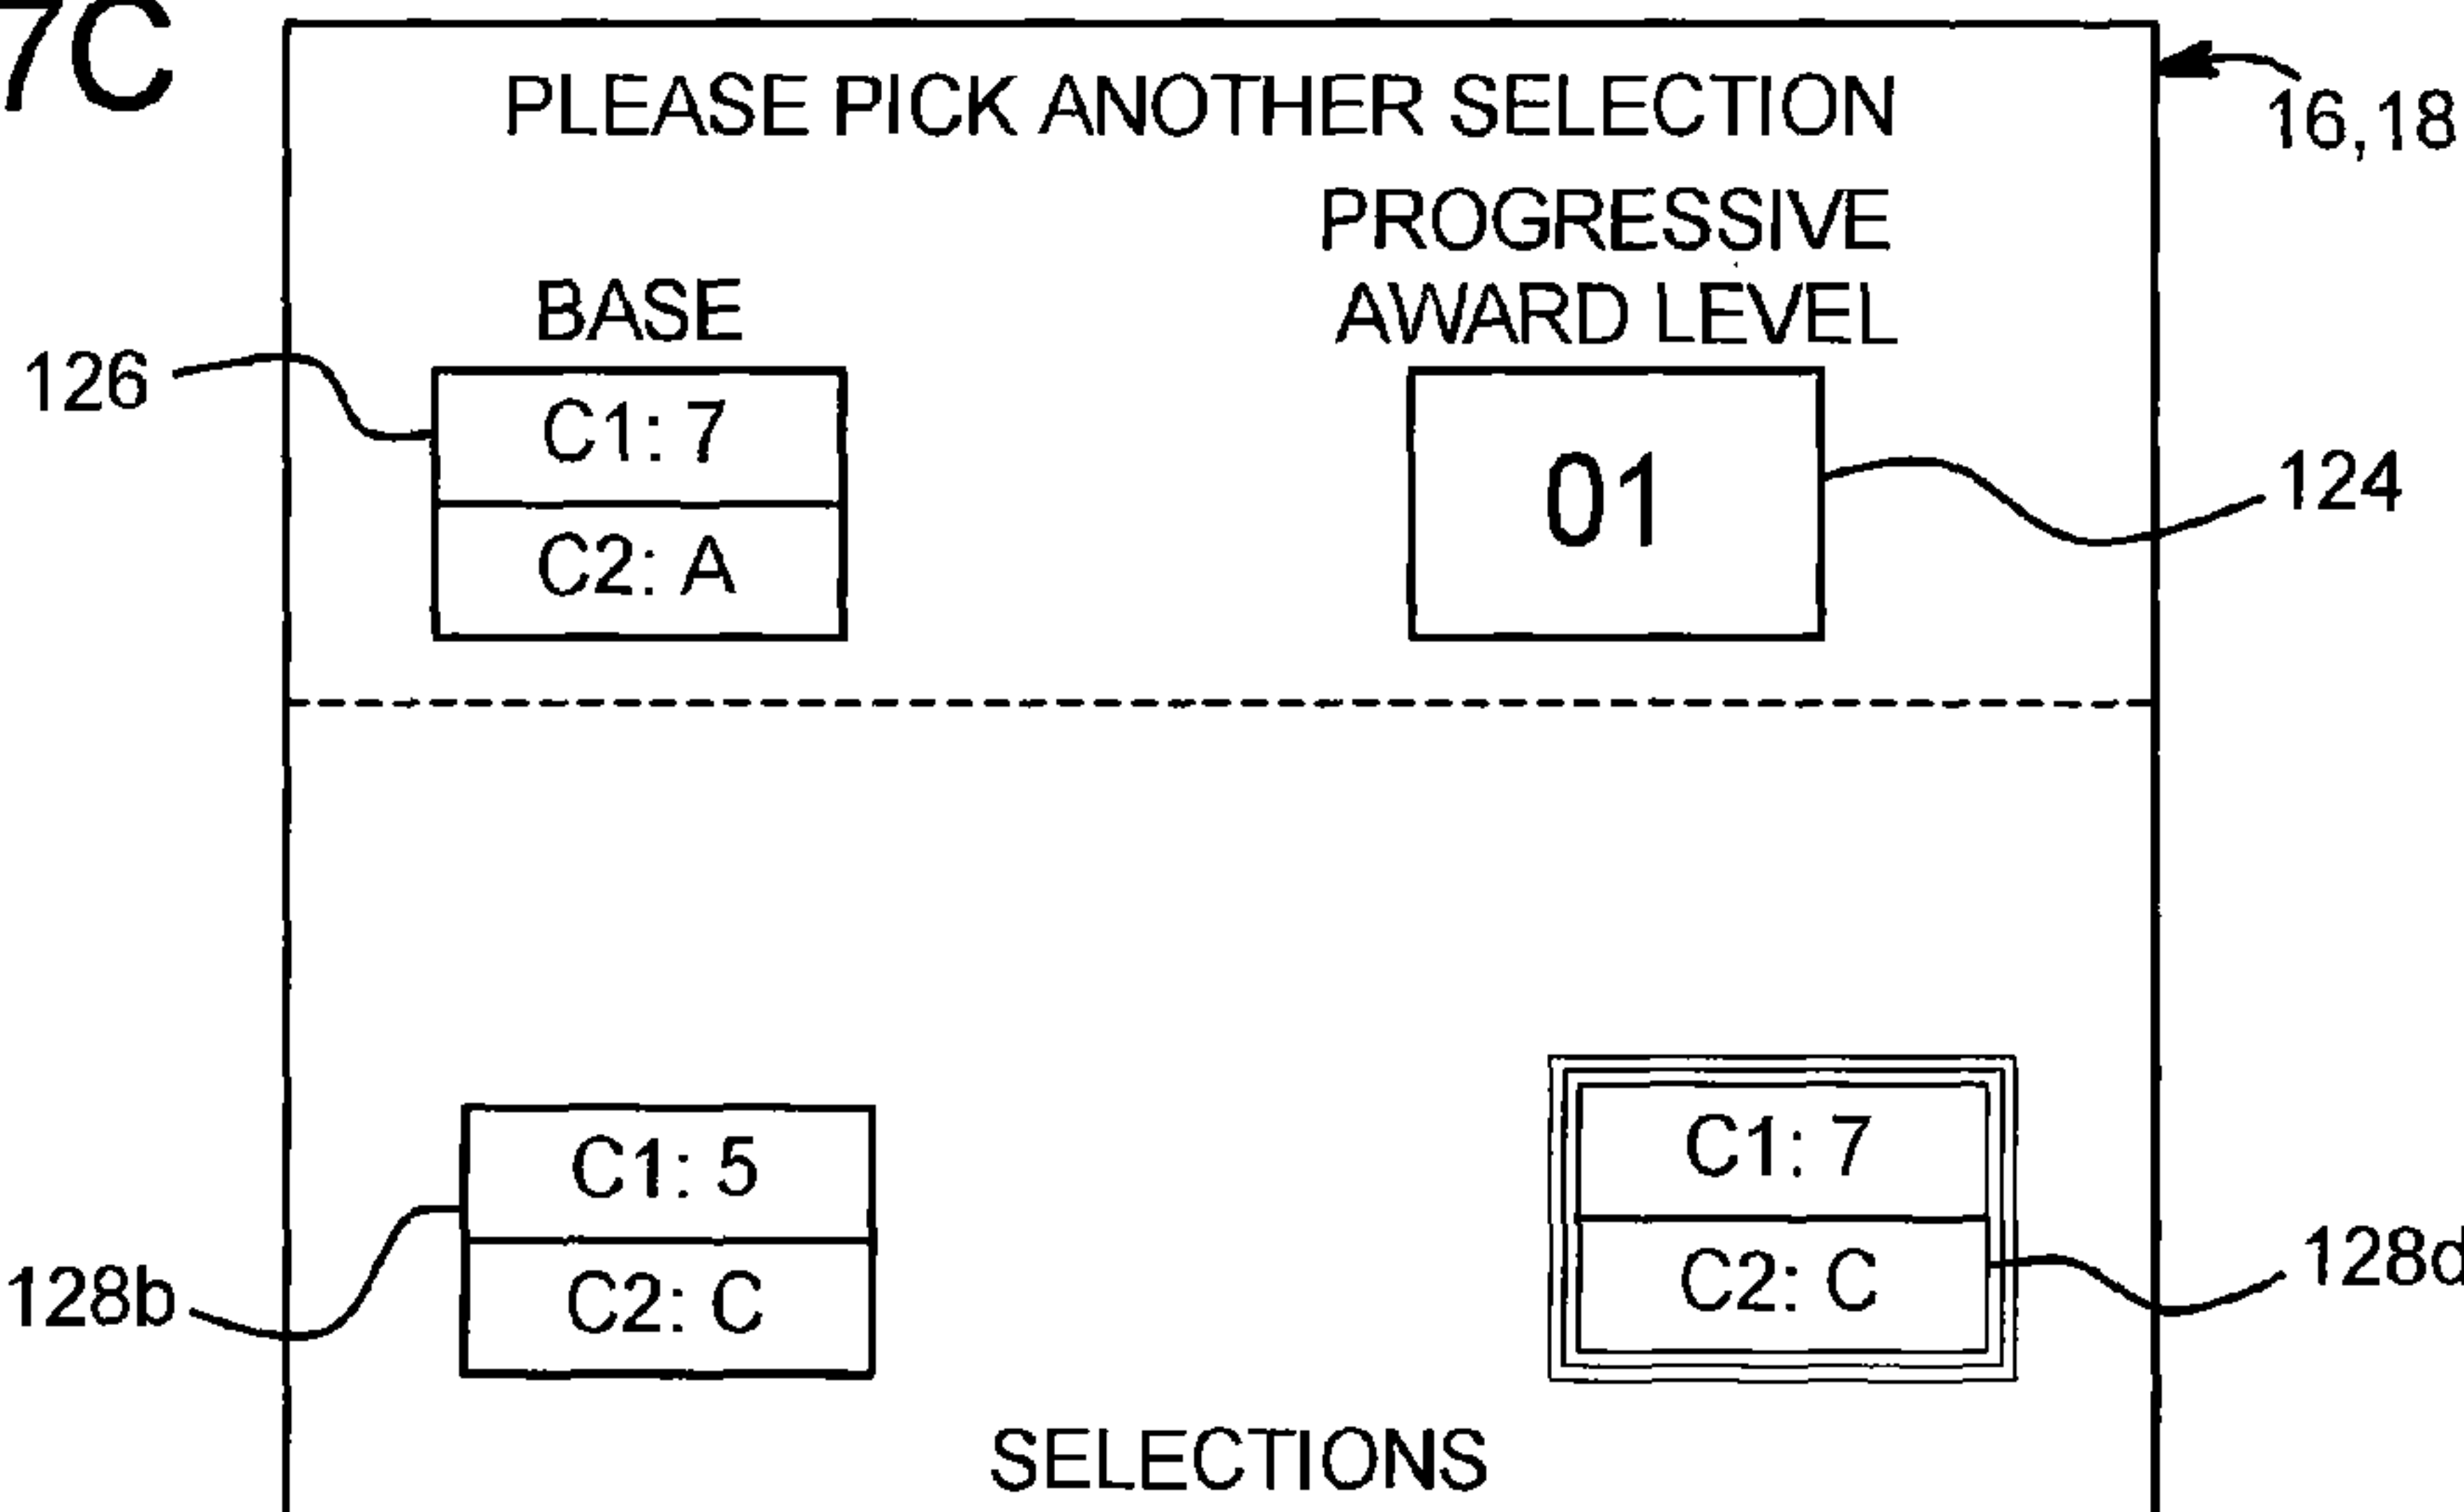 7C
PLEASE PICK ANOTHER SELECTION
16,18
PROGRESSIVE
AWARD LEVEL
BASE
126
C1: 7
C2: A
01
124
C1: 5
C2: C
128b
C1: 7
C2: C
128d
SELECTIONS